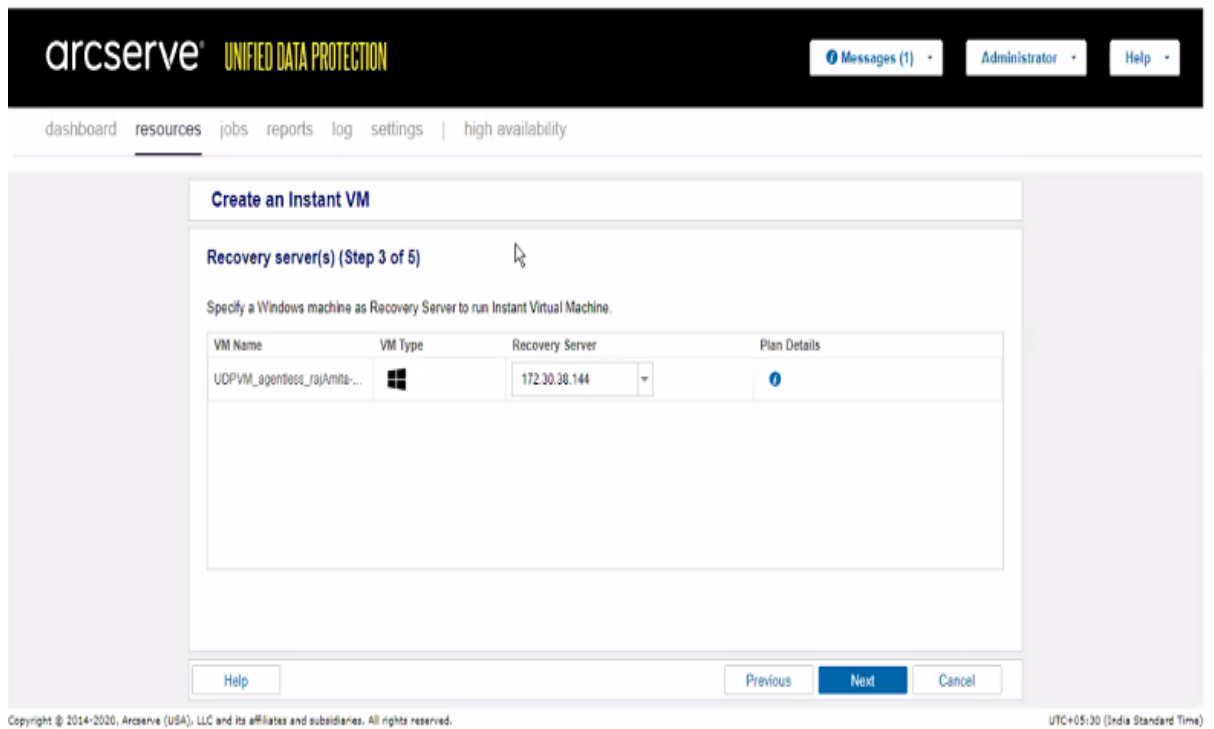 arcserve® UNIFIED DATA PROTECTION Messages (1) Administrator Help
dashboard resources jobs reports log settings | high availability
Create an Instant VM
Recovery server(s) (Step 3 of 5)
Specify a Windows machine as Recovery Server to run Instant Virtual Machine.
VM Name VM Type Recovery Server Plan Details
UDPVM_agentless_rajAmita-... 172.30.38.144
Help Previous Next Cancel
Copyright © 2014-2020, Arcserve (USA), LLC and its affiliates and subsidiaries. All rights reserved. UTC+05:30 (India Standard Time)